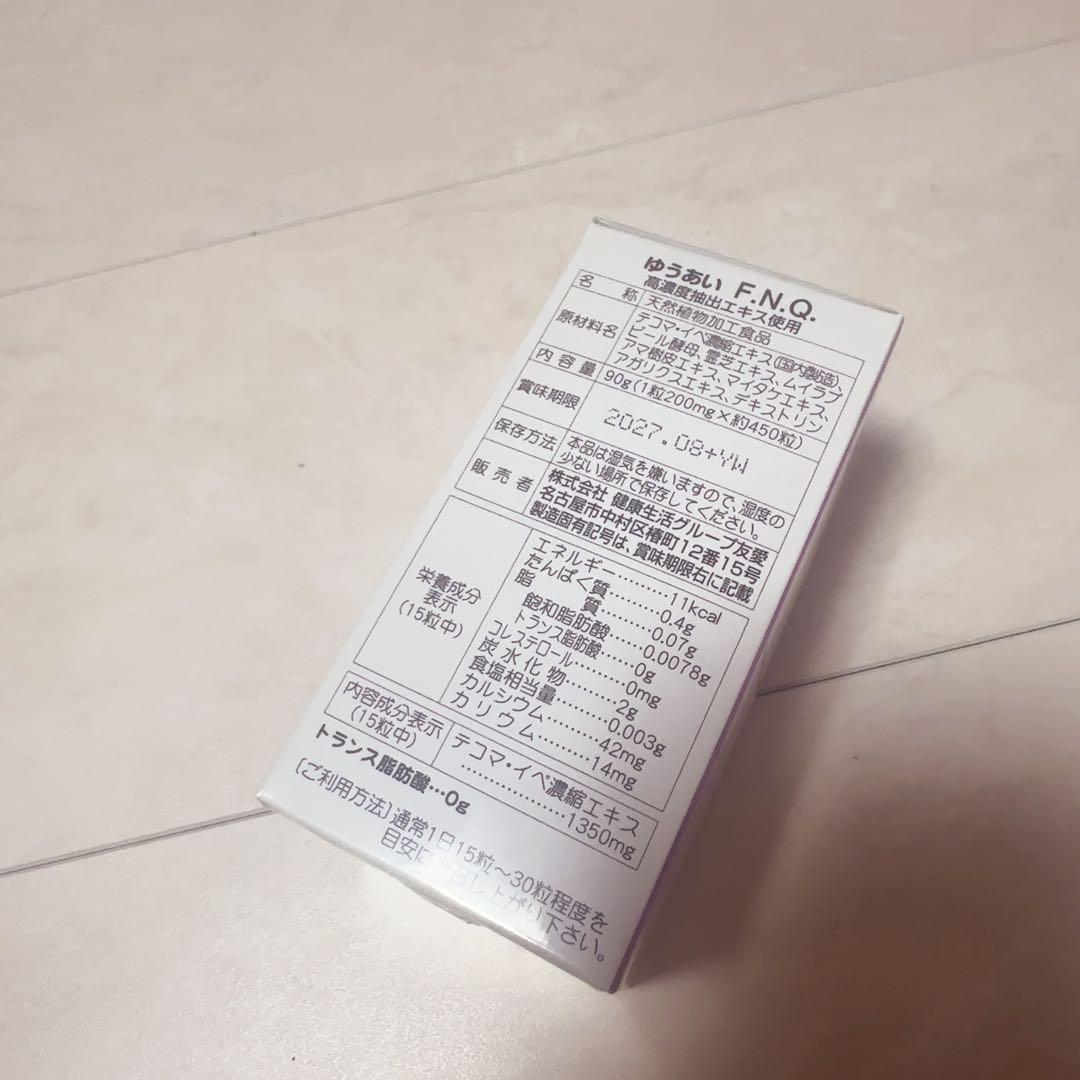 ゆうあい F.N.Q.
高濃度抽出エキス使用
名称 天然植物加工食品
原材料名 テコマ・イペ濃縮エキス(国内製造)、
ビール酵母、霊芝エキス、ムイラプ
アマ樹皮エキス、マイタケエキス、
アガリクスエキス、デキストリン
内容量 90g(1粒200mg×約450粒)
賞味期限 2027.08+YW
保存方法 本品は湿気を嫌いますので、湿度の
少ない場所で保存してください。
販売者 株式会社 健康生活グループ友愛
名古屋市中村区椿町12番15号
製造固有記号は、賞味期限右に記載
栄養成分
表示
(15粒中)
エネルギー………11kcal
たんぱく質………0.4g
脂質………0.07g
飽和脂肪酸………0.0078g
トランス脂肪酸………0g
コレステロール………0mg
炭水化物………2g
食塩相当量………0.003g
カルシウム………42mg
カリウム………14mg
内容成分表示
(15粒中)
テコマ・イペ濃縮エキス
………………1350mg
トランス脂肪酸…0g
[ご利用方法]通常1日15粒~30粒程度を
目安にお召し上がり下さい。